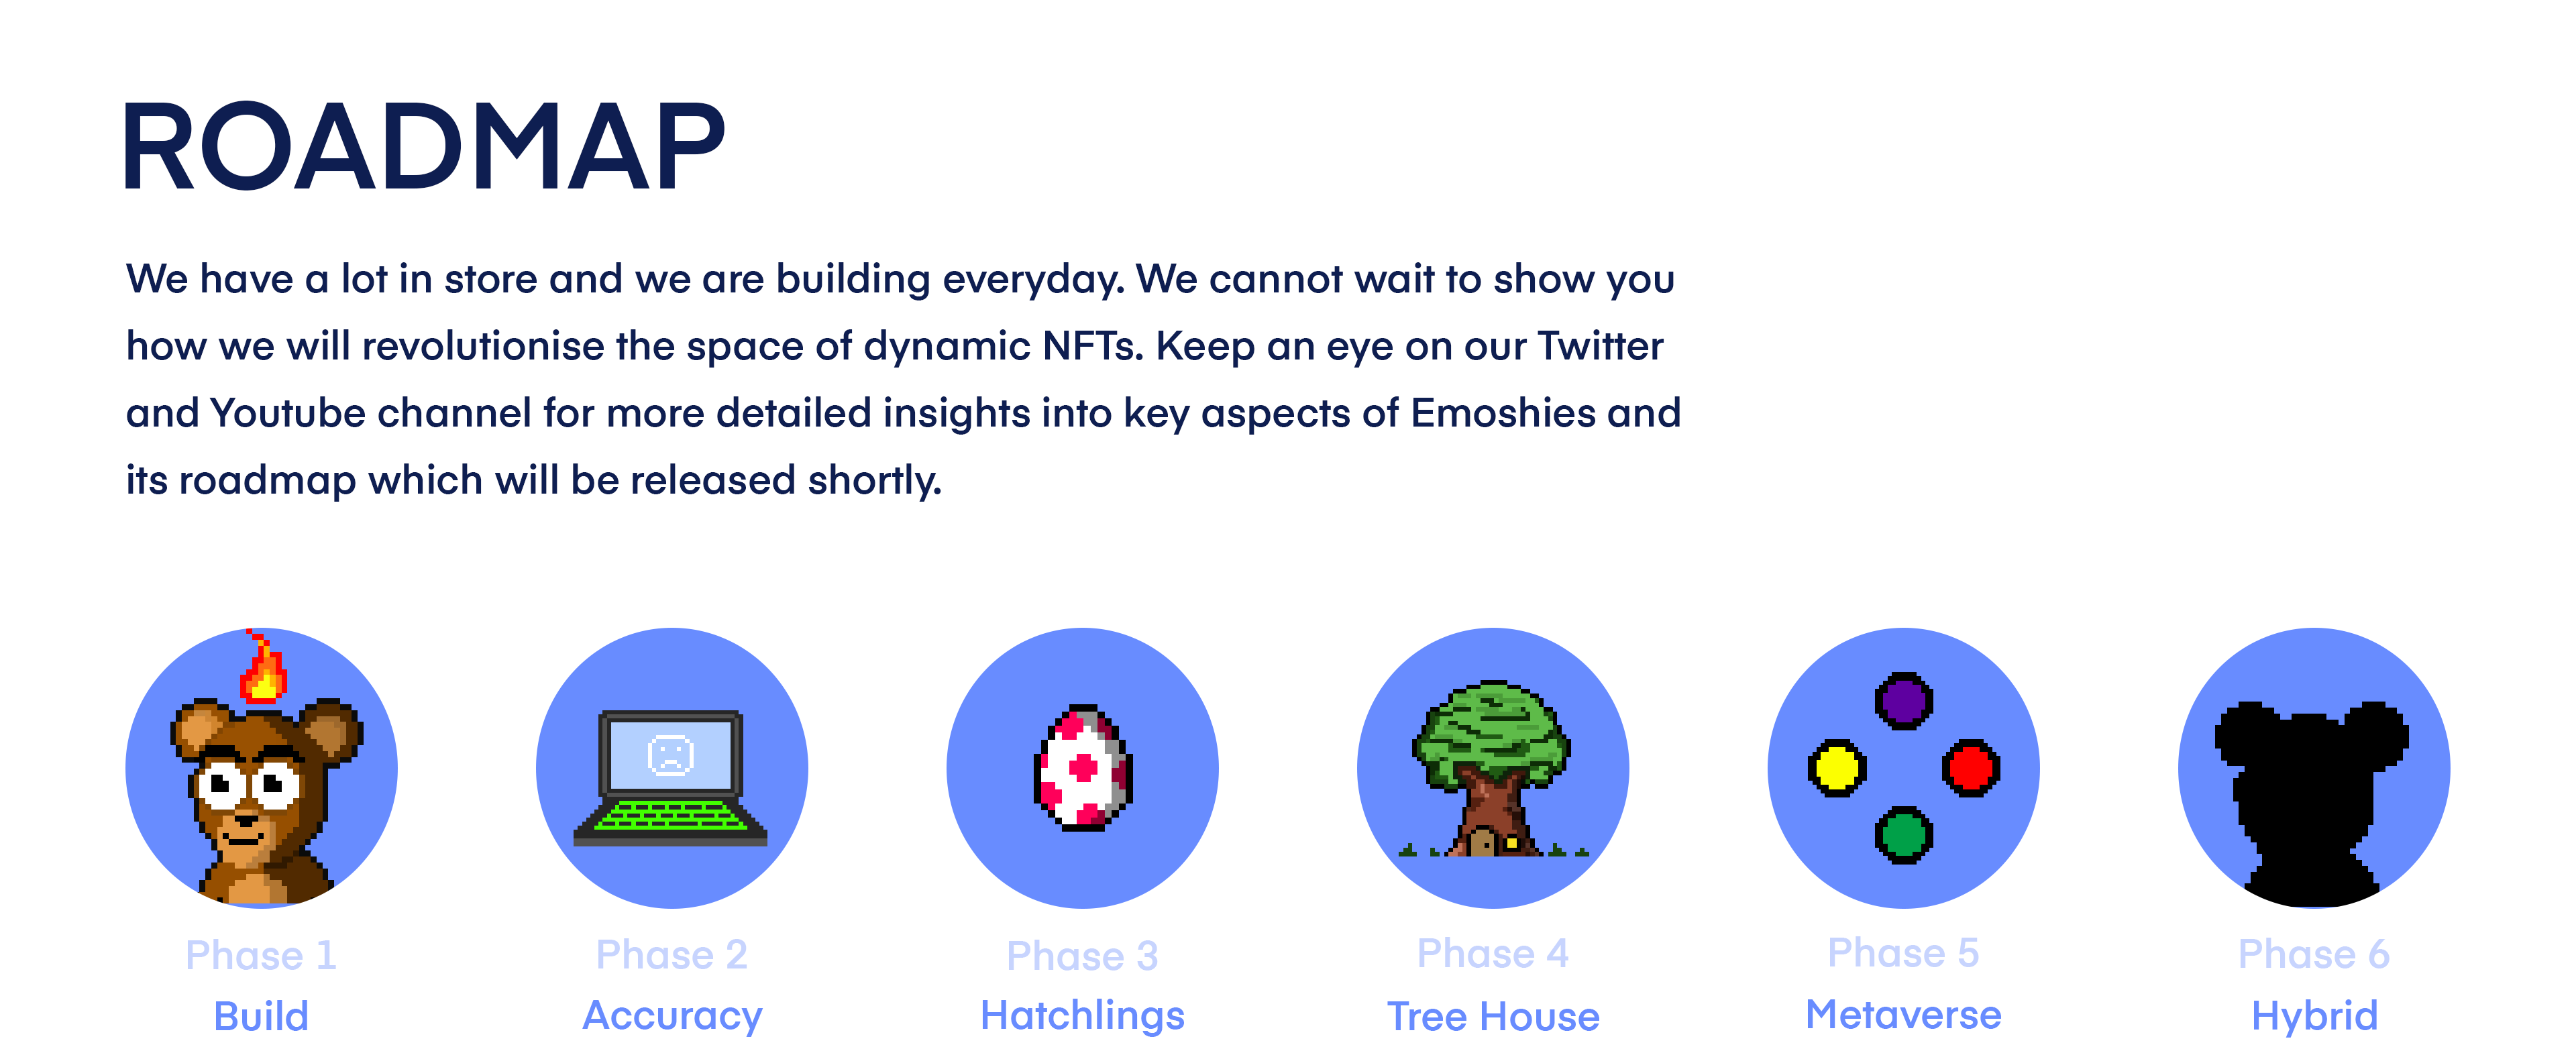 ROADMAP
We have a lot in store and we are building everyday. We cannot wait to show you
how we will revolutionise the space of dynamic NFTs. Keep an eye on our Twitter
and Youtube channel for more detailed insights into key aspects of Emoshies and
its roadmap which will be released shortly.
Phase 1
Build
Phase 2
Accuracy
Phase 3
Hatchlings
Phase 4
Tree House
Phase 5
Metaverse
Phase 6
Hybrid